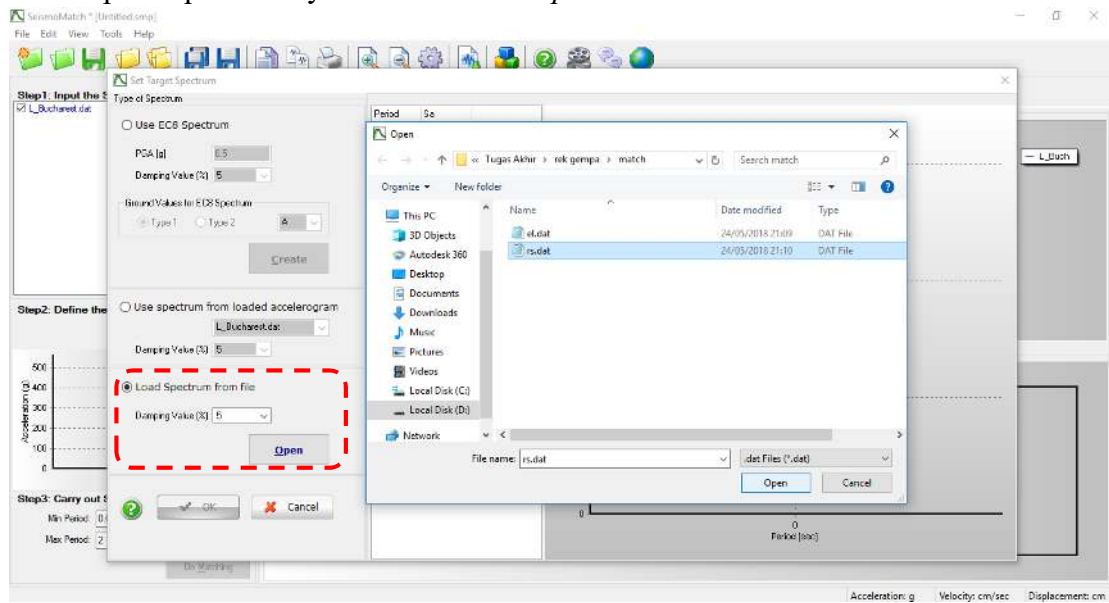 SeismoMatch * [Untitled.smp]
File Edit View Tools Help
Step1: Input the S
L_Bucharest.dat
Set Target Spectrum
Type of Spectrum
Use EC8 Spectrum
PGA [g] 0.5
Damping Value (%) 5
Ground Values for EC8 Spectrum
Type 1 Type 2 A
Create
Use spectrum from loaded accelerogram
L_Bucharest.dat
Damping Value (%) 5
Load Spectrum from file
Damping Value (%) 5
Open
OK Cancel
Period Sa
Open
« Tugas Akhir › rek gempa › match
Search match
Organize New folder
This PC
3D Objects
Autodesk 360
Desktop
Documents
Downloads
Music
Pictures
Videos
Local Disk (C:)
Local Disk (D:)
Network
Name Date modified Type
el.dat 24/05/2018 21:09 DAT File
rs.dat 24/05/2018 21:10 DAT File
File name: rs.dat .dat Files (*.dat)
Open Cancel
L_Buch
Step2: Define the
Acceleration (g)
500
400
300
200
100
0
Step3: Carry out S
Min Period: 0.0
Max Period: 2
Do Matching
0
0
Period [sec]
Acceleration: g Velocity: cm/sec Displacement: cm